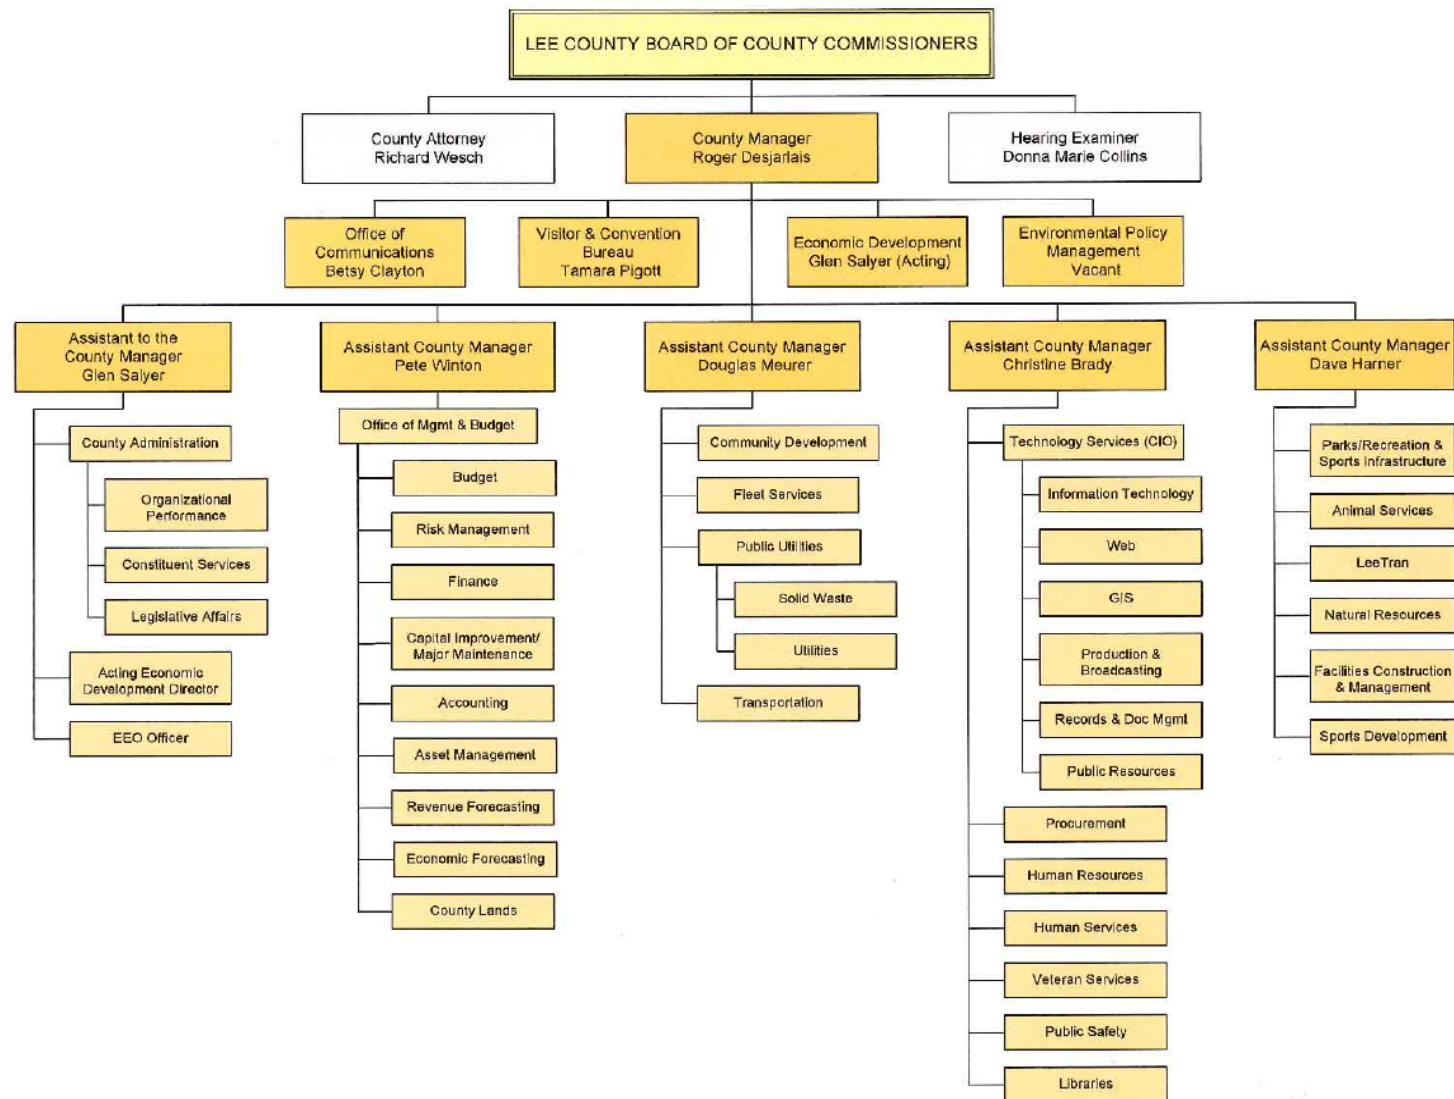 LEE COUNTY BOARD OF COUNTY COMMISSIONERS
County Attorney
Richard Wesch
County Manager
Roger Desjarlais
Hearing Examiner
Donna Marie Collins
Office of
Communications
Betsy Clayton
Visitor & Convention
Bureau
Tamara Pigott
Economic Development
Glen Salyer (Acting)
Environmental Policy
Management
Vacant
Assistant to the
County Manager
Glen Salyer
County Administration
Organizational
Performance
Constituent Services
Legislative Affairs
Acting Economic
Development Director
EEO Officer
Assistant County Manager
Pete Winton
Office of Mgmt & Budget
Budget
Risk Management
Finance
Capital Improvement/
Major Maintenance
Accounting
Asset Management
Revenue Forecasting
Economic Forecasting
County Lands
Assistant County Manager
Douglas Meurer
Community Development
Fleet Services
Public Utilities
Solid Waste
Utilities
Transportation
Assistant County Manager
Christine Brady
Technology Services (CIO)
Information Technology
Web
GIS
Production &
Broadcasting
Records & Doc Mgmt
Public Resources
Procurement
Human Resources
Human Services
Veteran Services
Public Safety
Libraries
Assistant County Manager
Dave Harner
Parks/Recreation &
Sports Infrastructure
Animal Services
LeeTran
Natural Resources
Facilities Construction
& Management
Sports Development